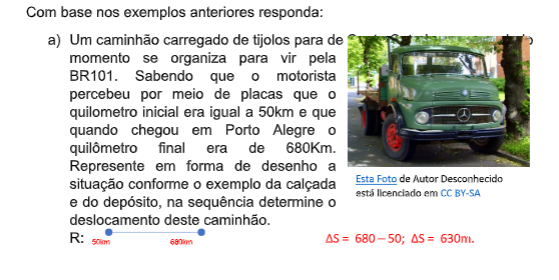 Com base nos exemplos anteriores responda:
a) Um caminhão carregado de tijolos para de
momento se organiza para vir pela
BR101. Sabendo que o motorista
percebeu por meio de placas que o
quilometro inicial era igual a 50km e que
quando chegou em Porto Alegre o
quilômetro final era de 680Km.
Represente em forma de desenho a
situação conforme o exemplo da calçada
e do depósito, na sequência determine o
deslocamento deste caminhão.
Esta Foto de Autor Desconhecido
está licenciado em CC BY-SA
R: 50km 680km ΔS = 680 – 50; ΔS = 630m.